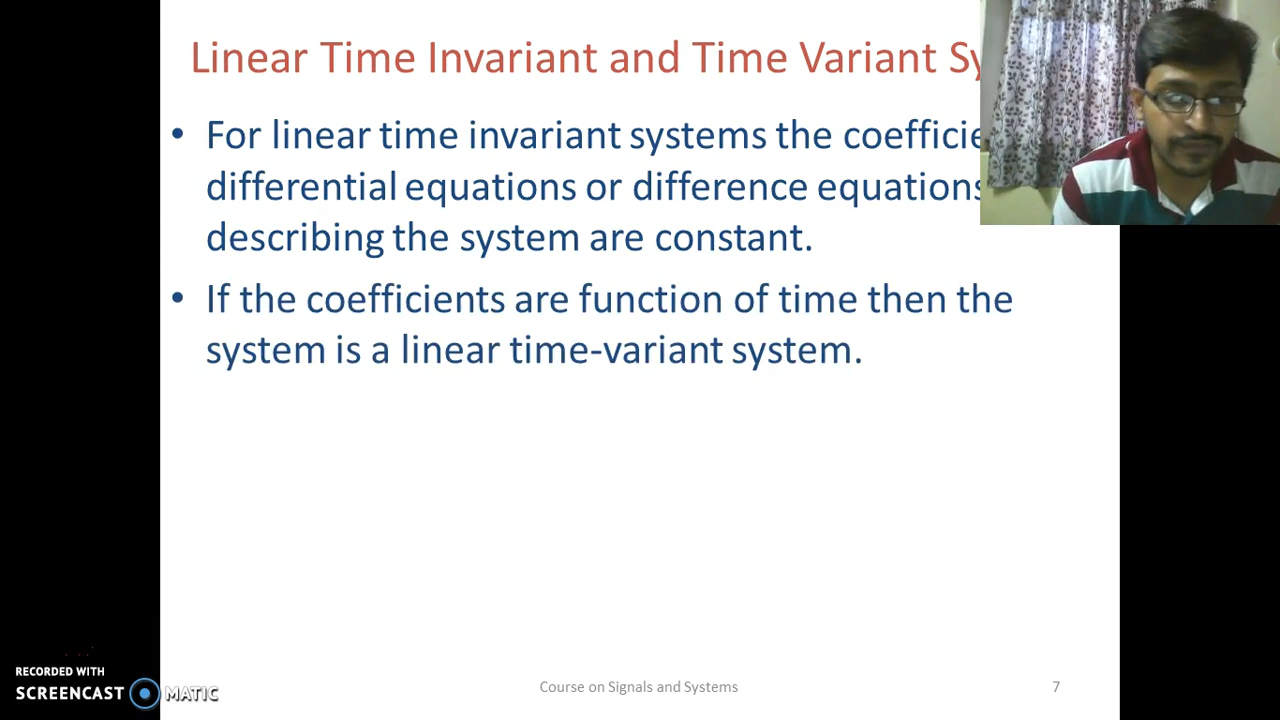 Linear Time Invariant and Time Variant
• For linear time invariant systems the
differential equations or difference equations
describing the system are constant.
• If the coefficients are function of time then the
system is a linear time-variant system.
RECORDED WITH
SCREENCAST MATIC
Course on Signals and Systems
7